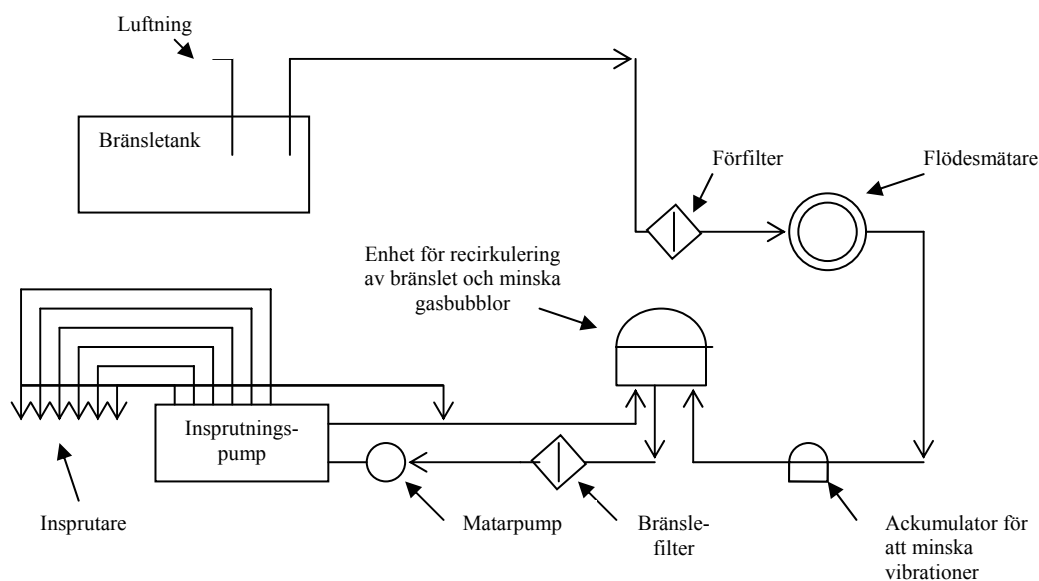 Luftning
Bränsletank
Förfilter
Flödesmätare
Enhet för recirkulering
av bränslet och minska
gasbubblor
Insprutnings-
pump
Insprutare
Matarpump
Bränsle-
filter
Ackumulator för
att minska
vibrationer